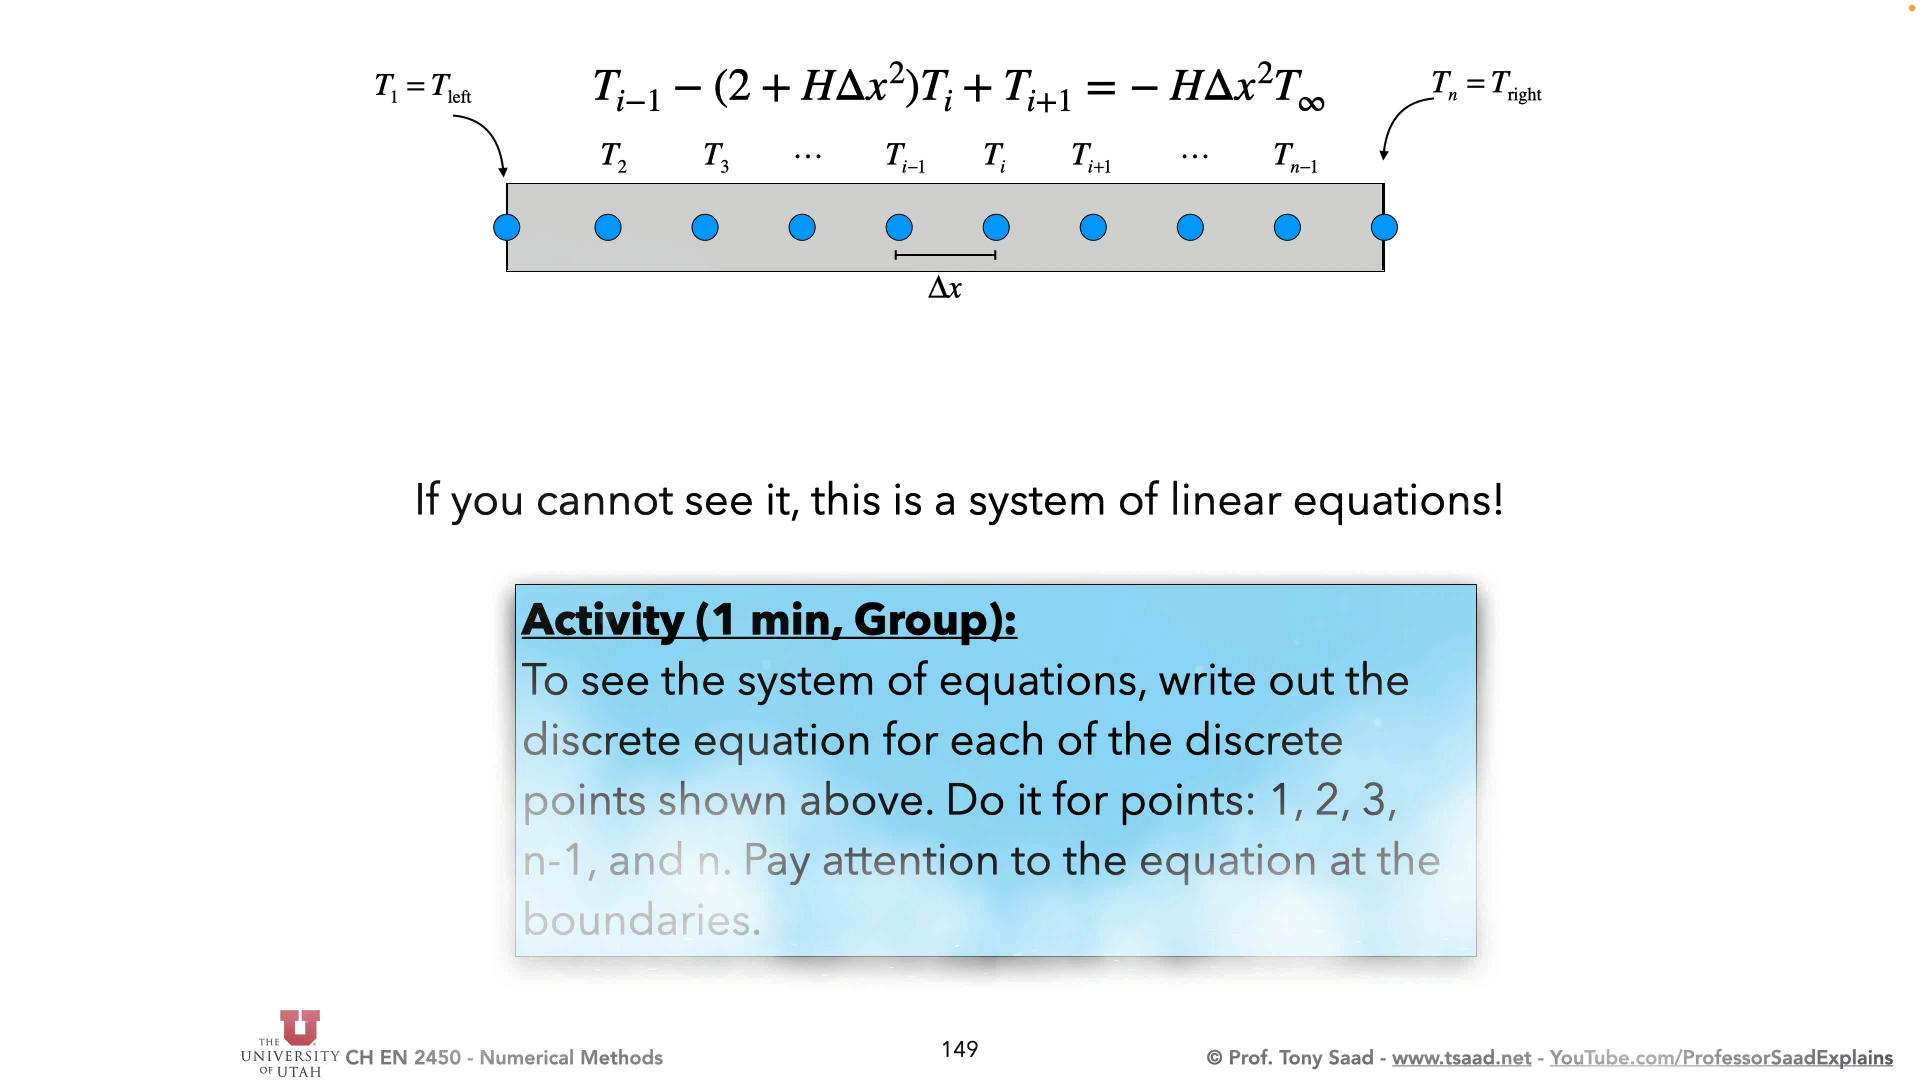 T₁ = T_left
T_{i−1} − (2 + HΔx²)T_i + T_{i+1} = − HΔx²T_∞
T_n = T_right
T₂ T₃ ⋯ T_{i−1} T_i T_{i+1} ⋯ T_{n−1}
Δx
If you cannot see it, this is a system of linear equations!
Activity (1 min, Group):
To see the system of equations, write out the
discrete equation for each of the discrete
points shown above. Do it for points: 1, 2, 3,
n-1, and n. Pay attention to the equation at the
boundaries.
THE
UNIVERSITY
OF UTAH
CH EN 2450 - Numerical Methods
149
© Prof. Tony Saad - www.tsaad.net - YouTube.com/ProfessorSaadExplains